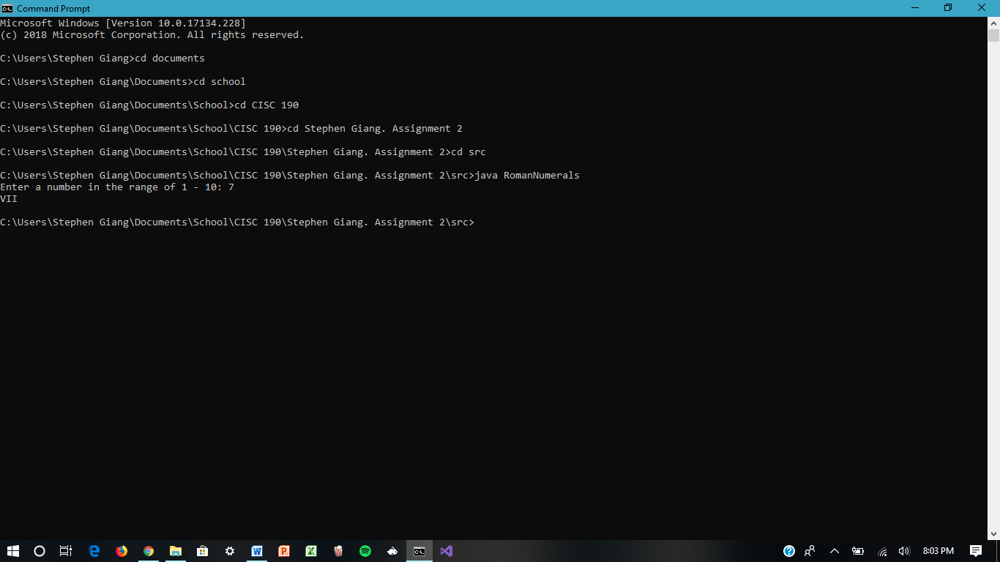 Command Prompt
Microsoft Windows [Version 10.0.17134.228]
(c) 2018 Microsoft Corporation. All rights reserved.
C:\Users\Stephen Giang>cd documents
C:\Users\Stephen Giang\Documents>cd school
C:\Users\Stephen Giang\Documents\School>cd CISC 190
C:\Users\Stephen Giang\Documents\School\CISC 190>cd Stephen Giang. Assignment 2
C:\Users\Stephen Giang\Documents\School\CISC 190\Stephen Giang. Assignment 2>cd src
C:\Users\Stephen Giang\Documents\School\CISC 190\Stephen Giang. Assignment 2\src>java RomanNumerals
Enter a number in the range of 1 - 10: 7
VII
C:\Users\Stephen Giang\Documents\School\CISC 190\Stephen Giang. Assignment 2\src>
8:03 PM